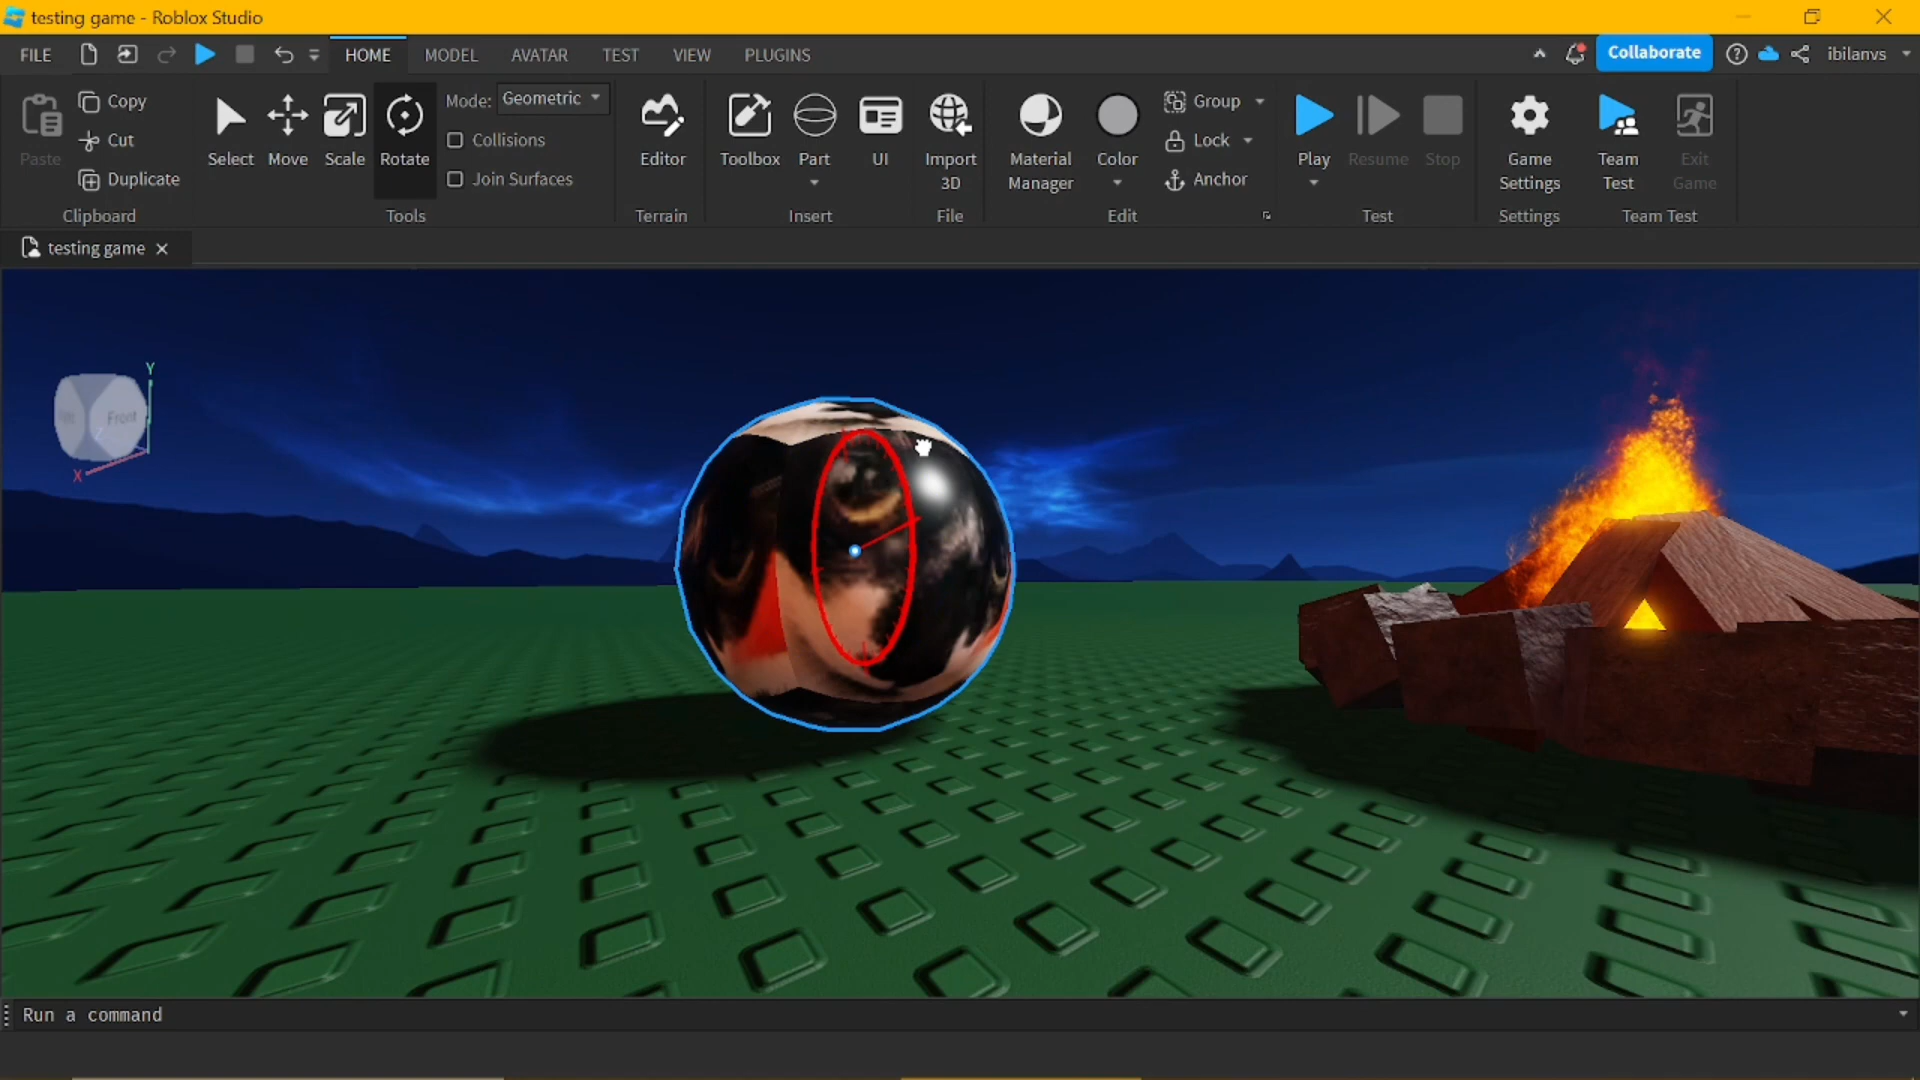 testing game - Roblox Studio
FILE HOME MODEL AVATAR TEST VIEW PLUGINS Collaborate ibilanvs
Paste Copy Cut Duplicate
Clipboard
Select Move Scale Rotate
Mode: Geometric
Collisions
Join Surfaces
Tools
Editor
Terrain
Toolbox Part UI
Insert
Import
3D
File
Material
Manager
Color
Group
Lock
Anchor
Edit
Play Resume Stop
Test
Game
Settings
Settings
Team
Test
Exit
Game
Team Test
testing game
Y
Front
X
Run a command